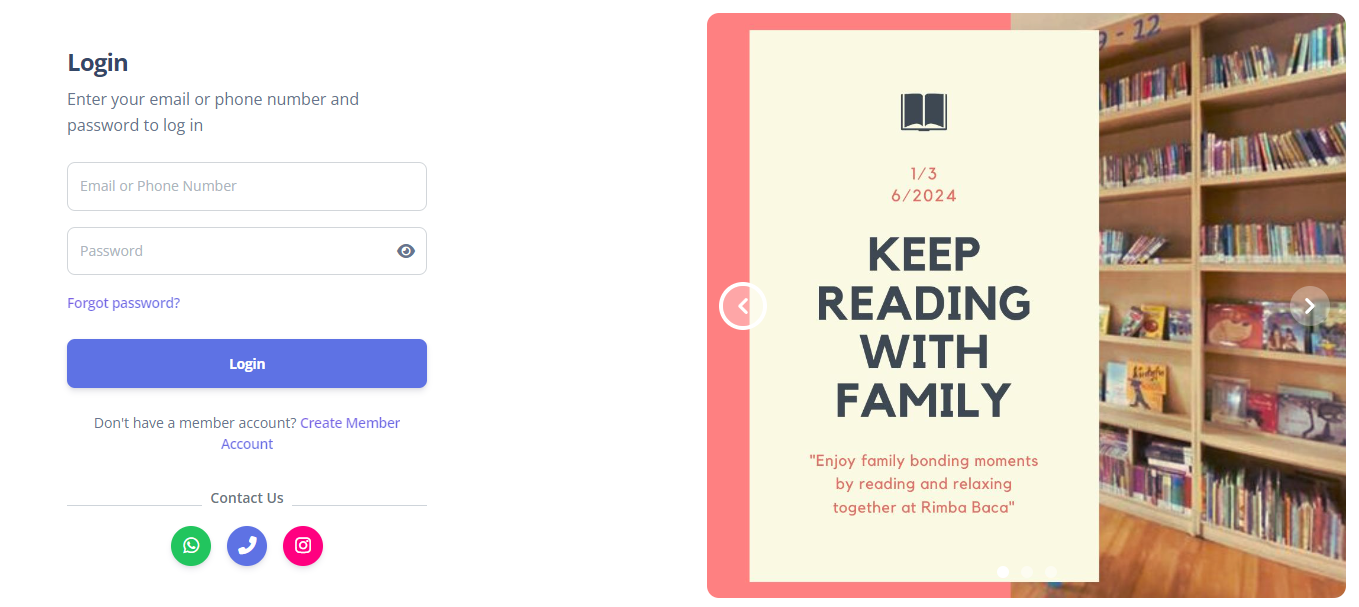 Login
Enter your email or phone number and
password to log in
Email or Phone Number
Password
Forgot password?
Login
Don't have a member account? Create Member
Account
Contact Us
9 - 12
1/3
6/2024
KEEP
READING
WITH
FAMILY
"Enjoy family bonding moments
by reading and relaxing
together at Rimba Baca"